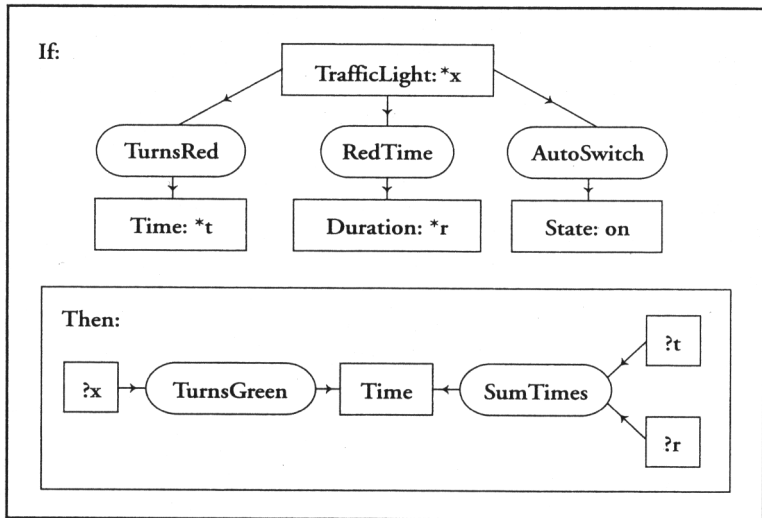 If:
TrafficLight: *x
TurnsRed
RedTime
AutoSwitch
Time: *t
Duration: *r
State: on
Then:
?t
?x
TurnsGreen
Time
SumTimes
?r